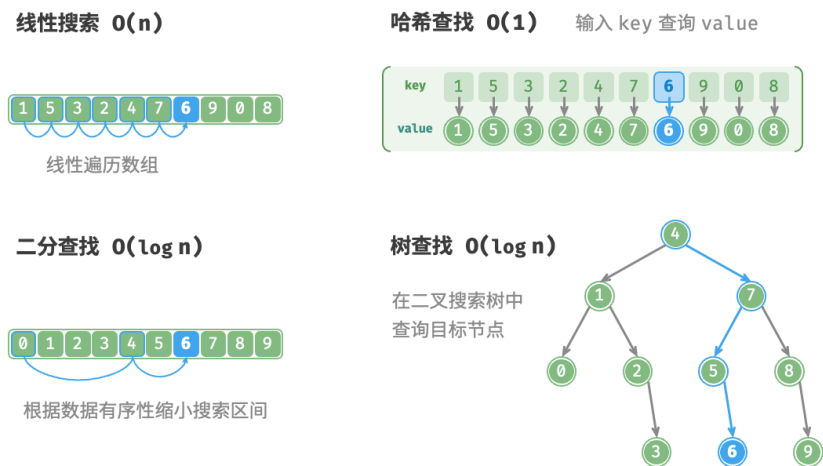 线性搜索 O(n)
1 5 3 2 4 7 6 9 0 8
线性遍历数组
哈希查找 O(1) 输入 key 查询 value
key 1 5 3 2 4 7 6 9 0 8
value 1 5 3 2 4 7 6 9 0 8
二分查找 O(log n)
0 1 2 3 4 5 6 7 8 9
根据数据有序性缩小搜索区间
树查找 O(log n)
在二叉搜索树中
查询目标节点
4
1 7
0 2 5 8
3 6 9